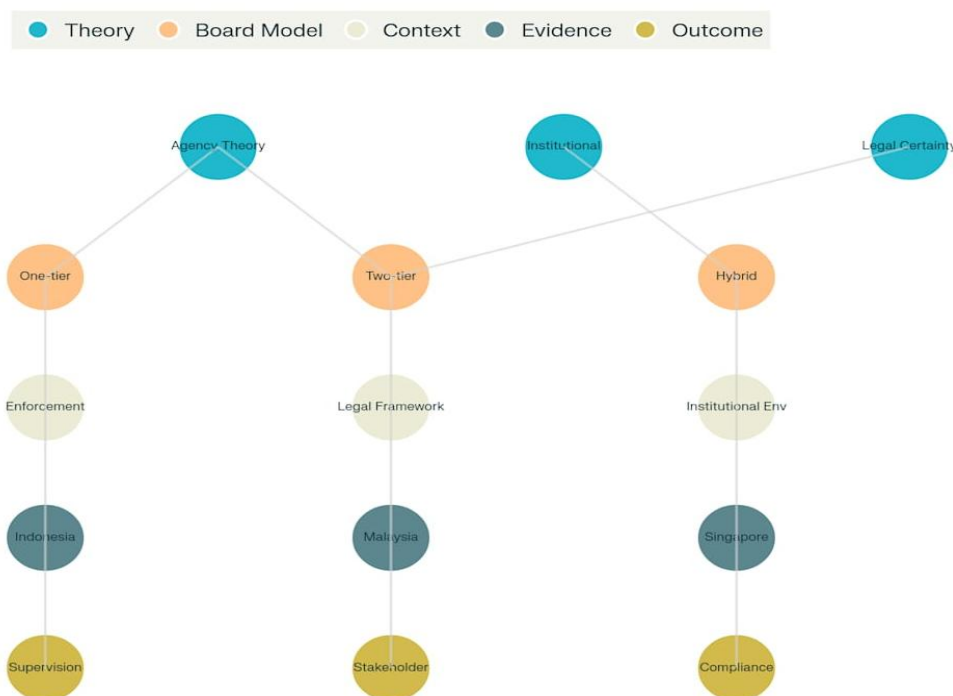 Theory Board Model Context Evidence Outcome
Agency Theory Institutional Legal Certainty
One-tier Two-tier Hybrid
Enforcement Legal Framework Institutional Env
Indonesia Malaysia Singapore
Supervision Stakeholder Compliance